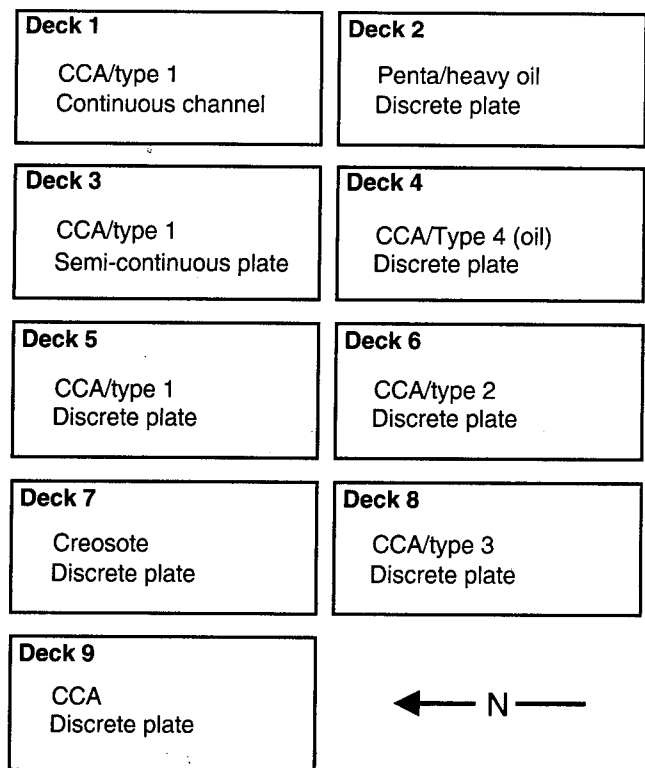 Deck 1
CCA/type 1
Continuous channel
Deck 2
Penta/heavy oil
Discrete plate
Deck 3
CCA/type 1
Semi-continuous plate
Deck 4
CCA/Type 4 (oil)
Discrete plate
Deck 5
CCA/type 1
Discrete plate
Deck 6
CCA/type 2
Discrete plate
Deck 7
Creosote
Discrete plate
Deck 8
CCA/type 3
Discrete plate
Deck 9
CCA
Discrete plate
N